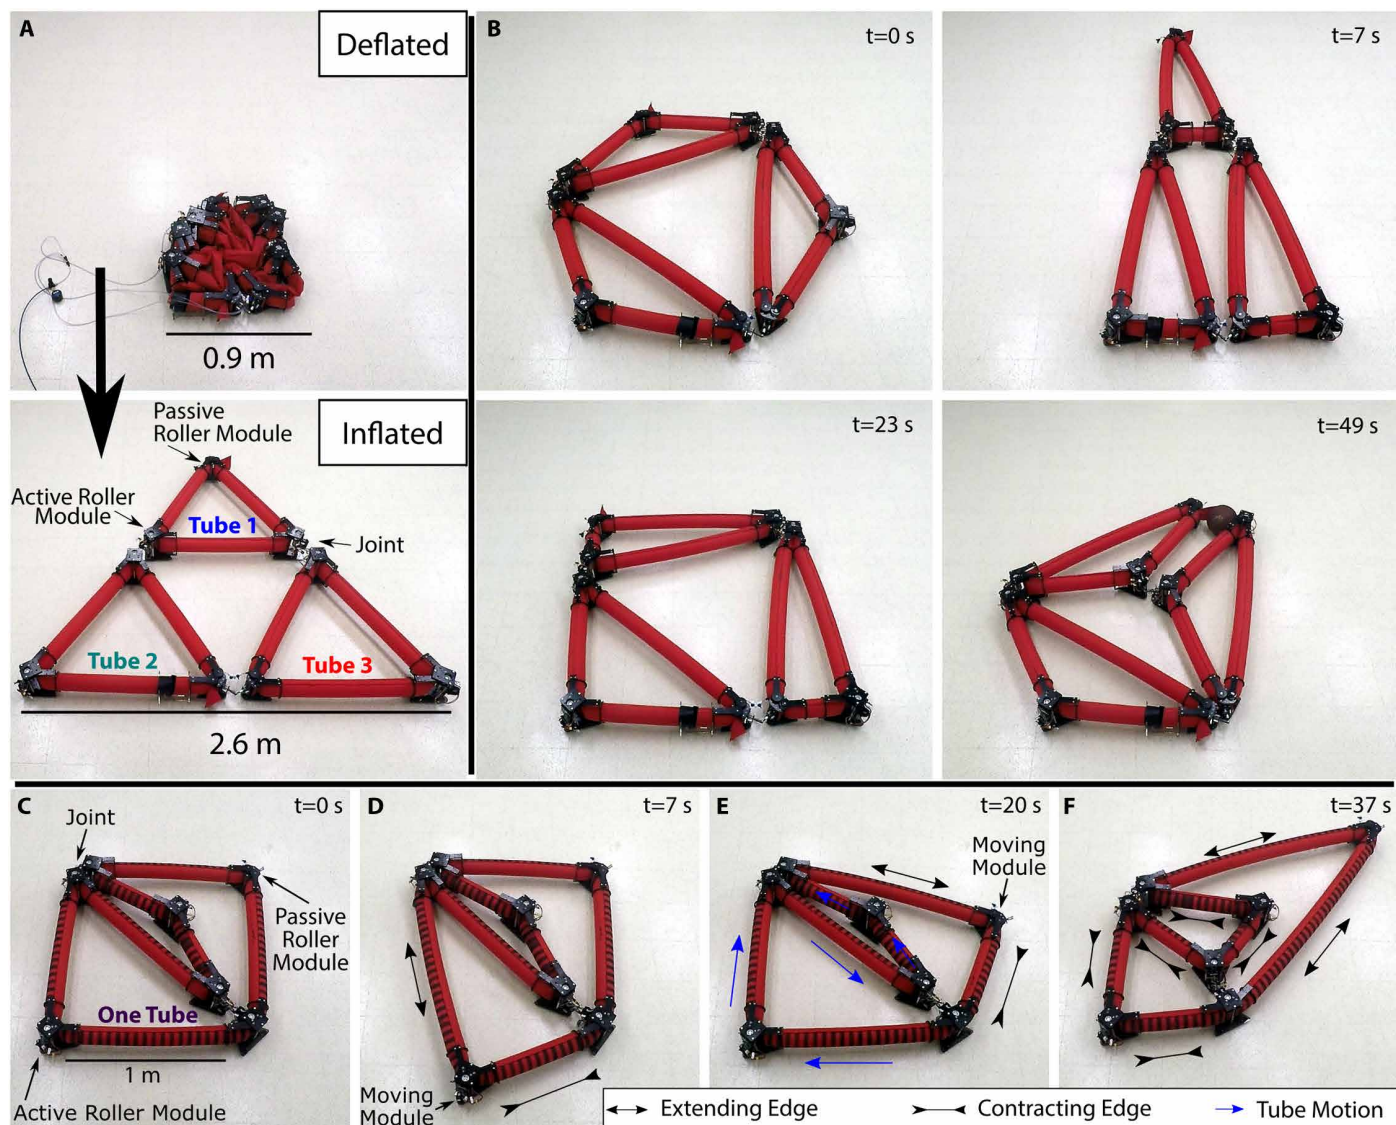 A
Deflated
0.9 m
Passive
Roller Module
Inflated
Active Roller
Module
Tube 1
Joint
Tube 2
Tube 3
2.6 m
B
t=0 s
t=7 s
t=23 s
t=49 s
C
t=0 s
Joint
Passive
Roller
Module
One Tube
1 m
Active Roller Module
D
t=7 s
Moving
Module
E
t=20 s
Moving
Module
F
t=37 s
Extending Edge
Contracting Edge
Tube Motion